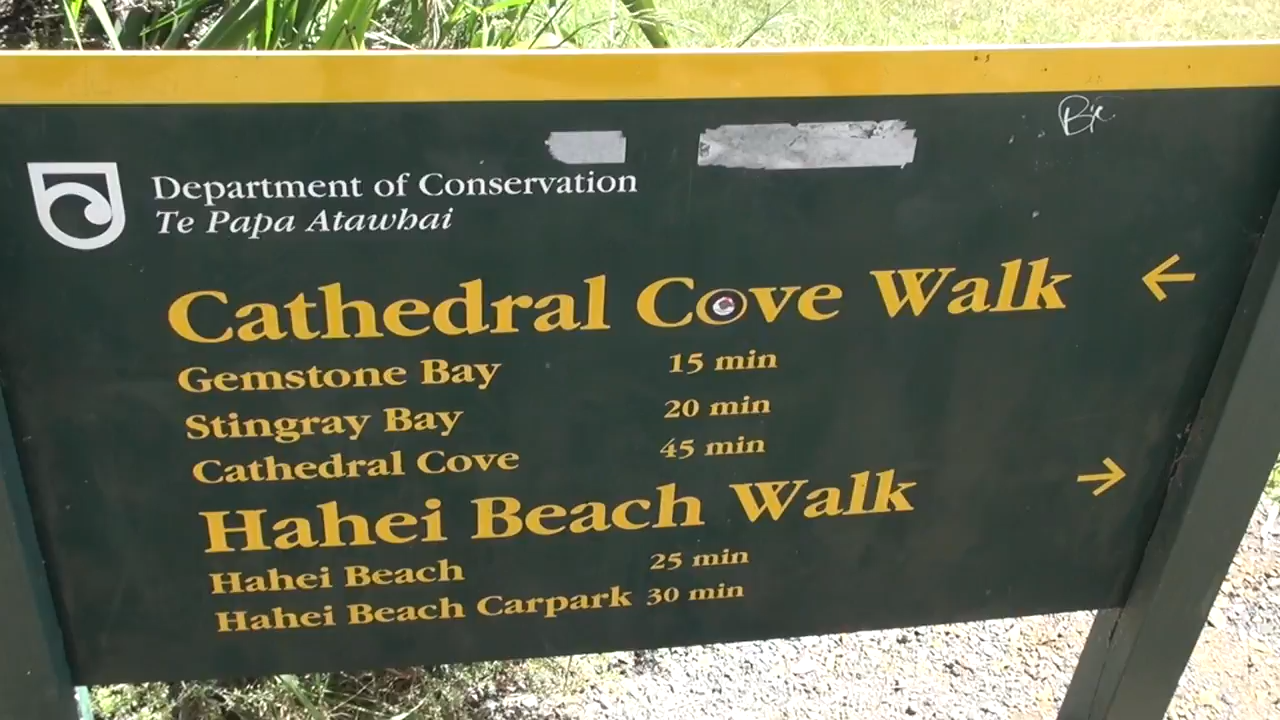 Department of Conservation
Te Papa Atawhai
Cathedral Cove Walk ←
Gemstone Bay 15 min
Stingray Bay 20 min
Cathedral Cove 45 min
Hahei Beach Walk →
Hahei Beach 25 min
Hahei Beach Carpark 30 min